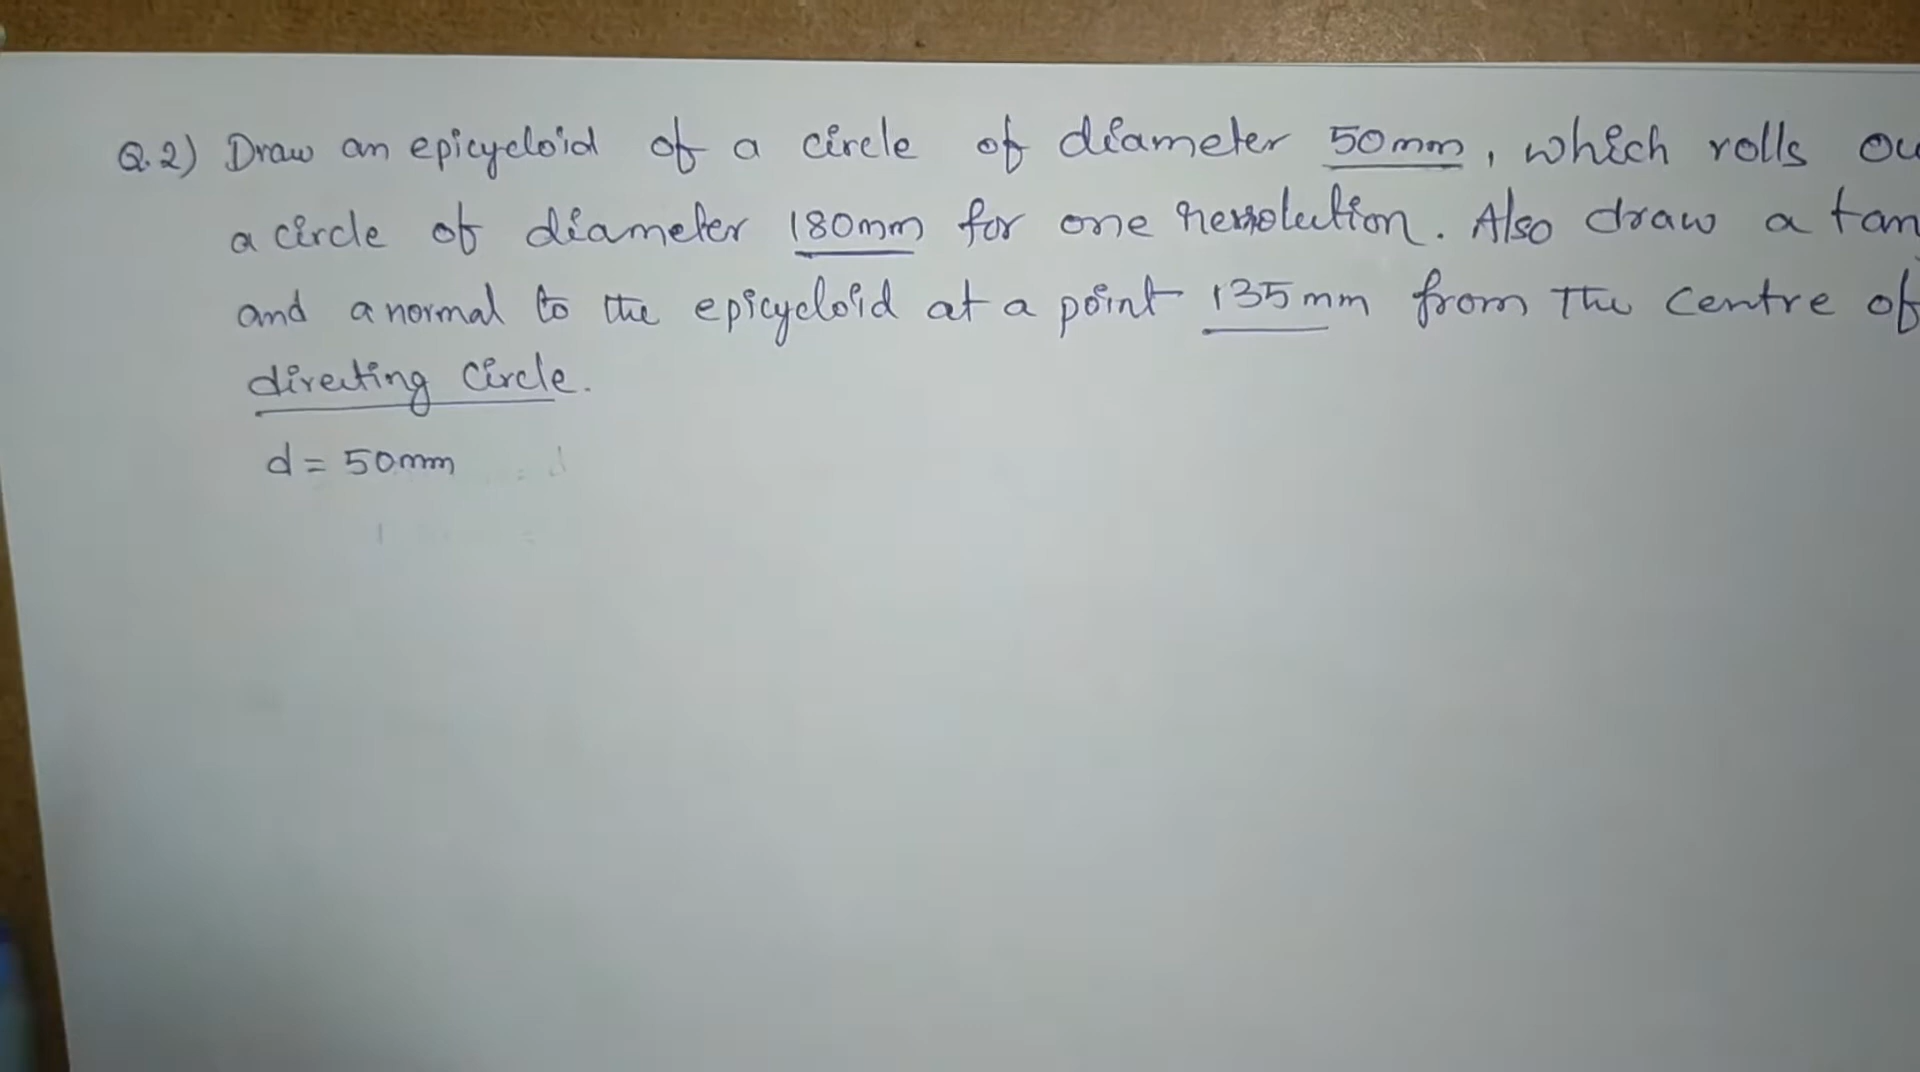 Q.2) Draw an epicycloid of a circle of diameter 50mm, which rolls
a circle of diameter 180mm for one revolution. Also draw a tan
and a normal to the epicycloid at a point 135mm from the centre of
directing circle.
d = 50mm